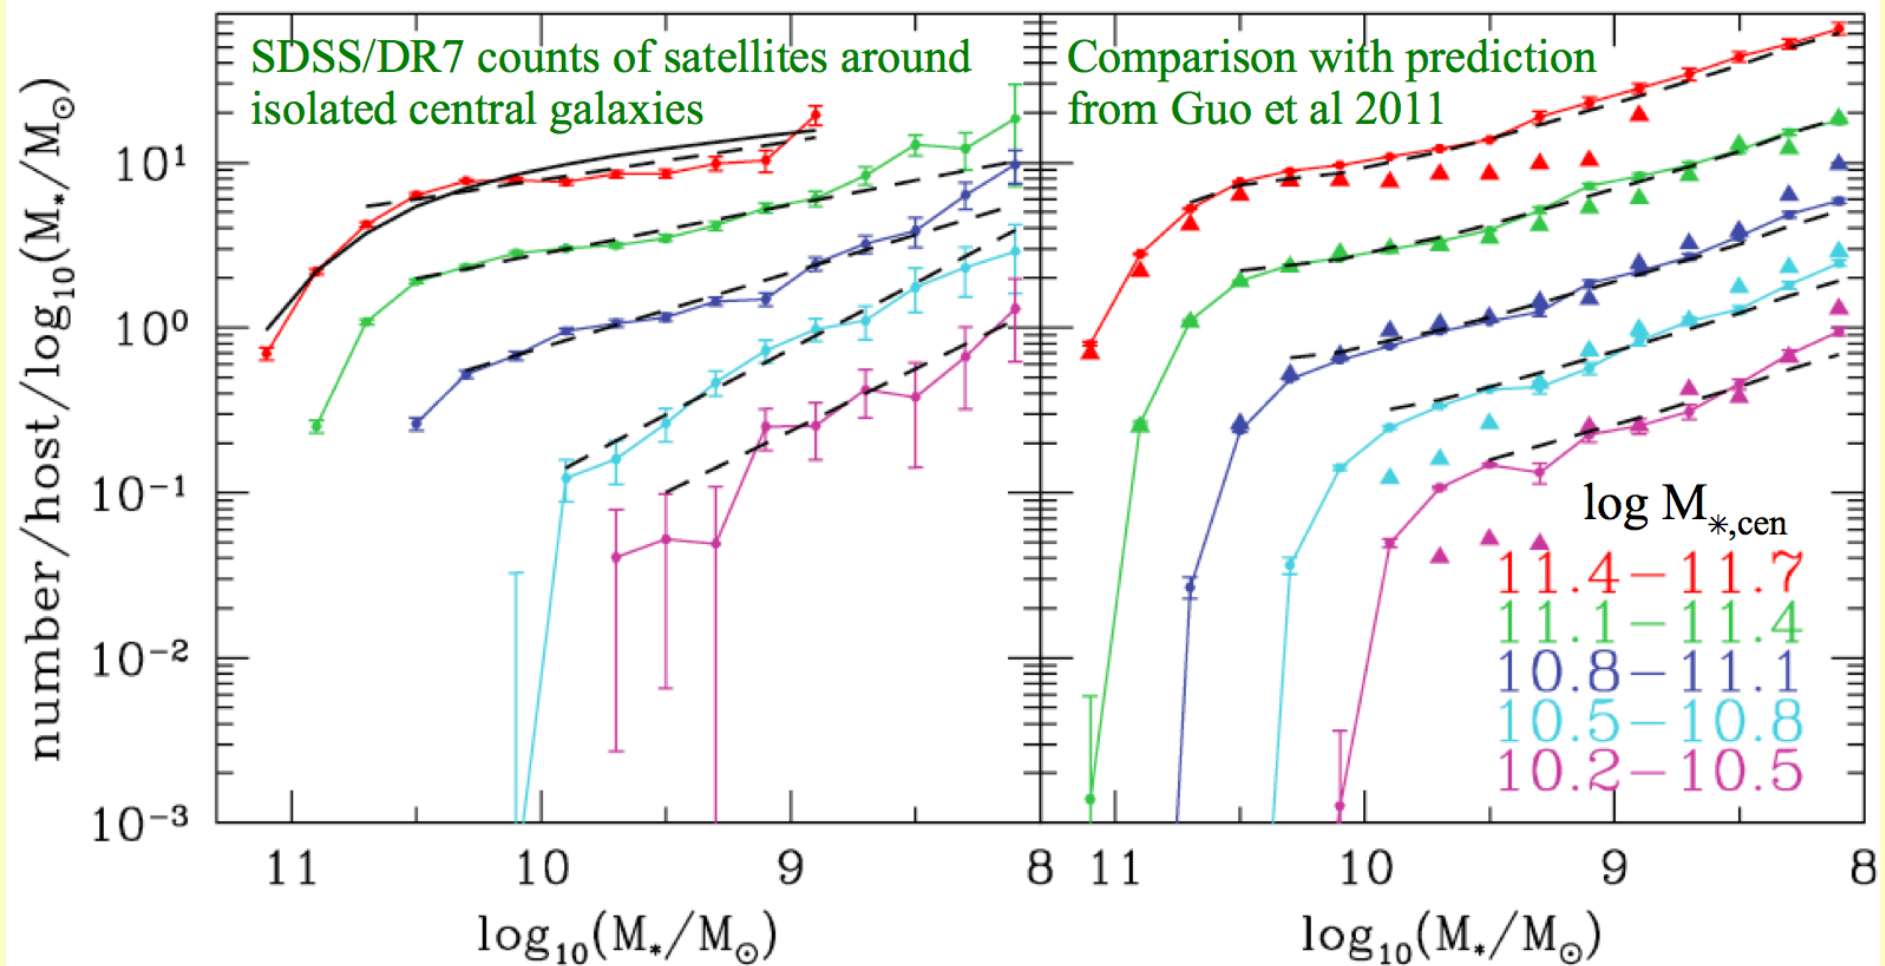 SDSS/DR7 counts of satellites around
isolated central galaxies
Comparison with prediction
from Guo et al 2011
number/host/log₁₀(M*/M⊙)
10¹
10⁰
10⁻¹
10⁻²
10⁻³
log M*,cen
11.4–11.7
11.1–11.4
10.8–11.1
10.5–10.8
10.2–10.5
11 10 9 8 11 10 9 8
log₁₀(M*/M⊙) log₁₀(M*/M⊙)